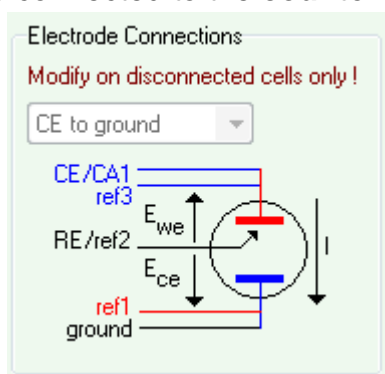 Electrode Connections
Modify on disconnected cells only !
CE to ground
CE/CA1
ref3
Ewe
RE/ref2
I
Ece
ref1
ground